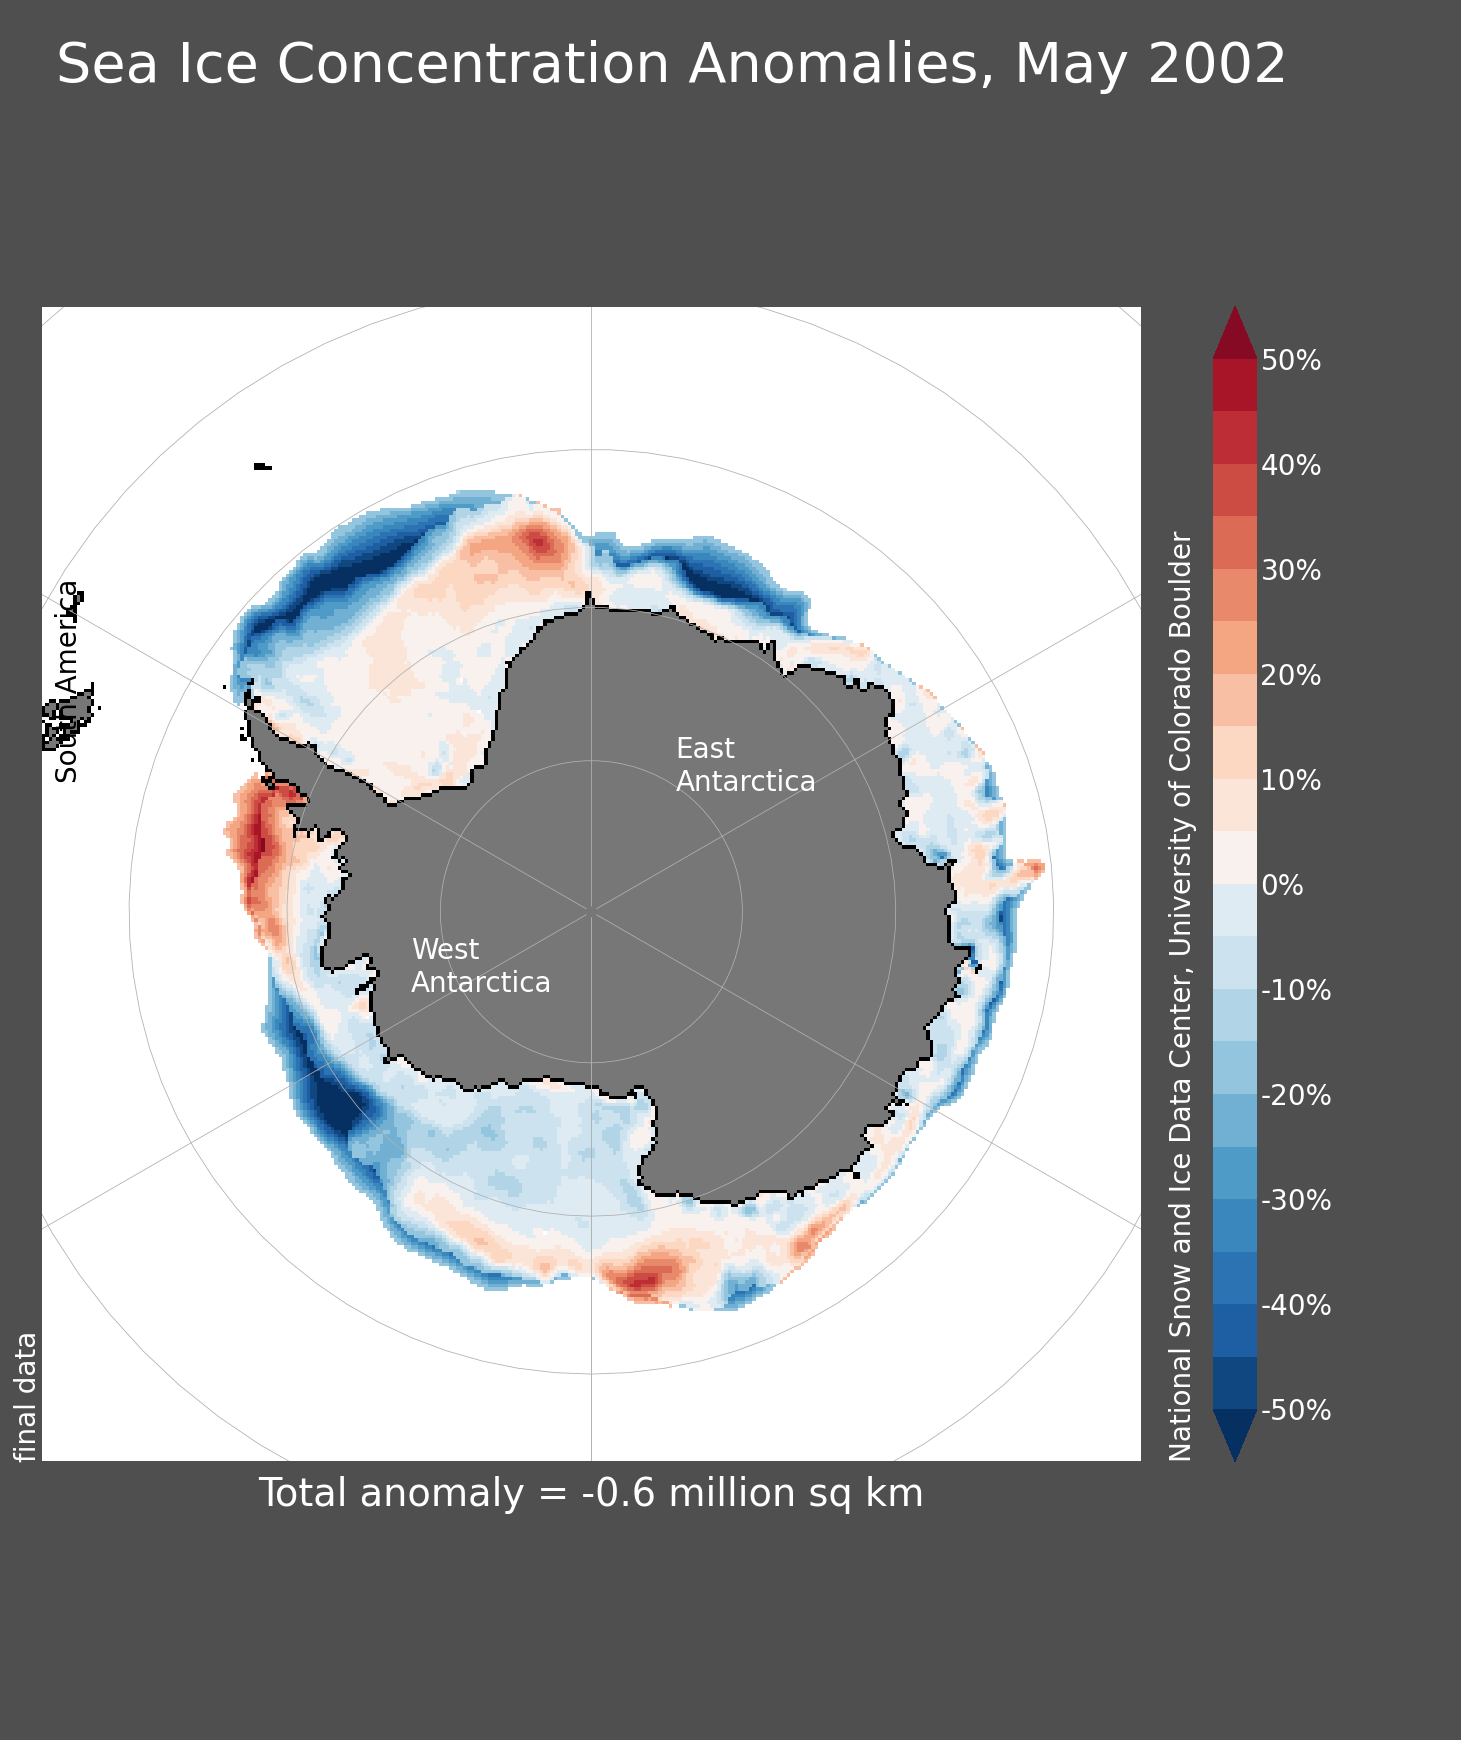 Sea Ice Concentration Anomalies, May 2002
South America
East
Antarctica
West
Antarctica
final data
Total anomaly = -0.6 million sq km
National Snow and Ice Data Center, University of Colorado Boulder
50%
40%
30%
20%
10%
0%
-10%
-20%
-30%
-40%
-50%